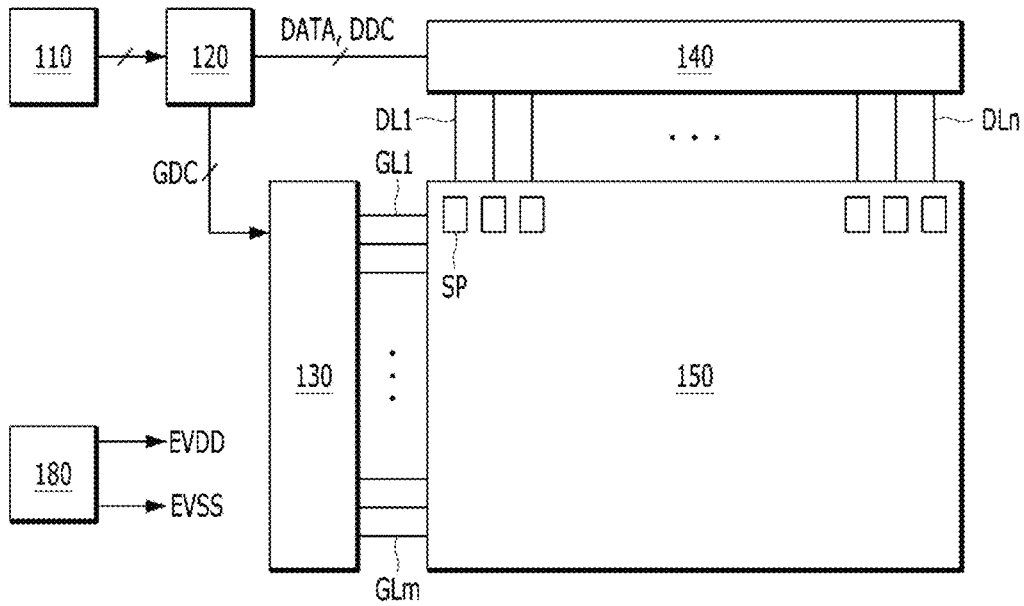 110
120
DATA, DDC
140
DL1
DLn
GDC
GL1
SP
130
150
180
EVDD
EVSS
GLm